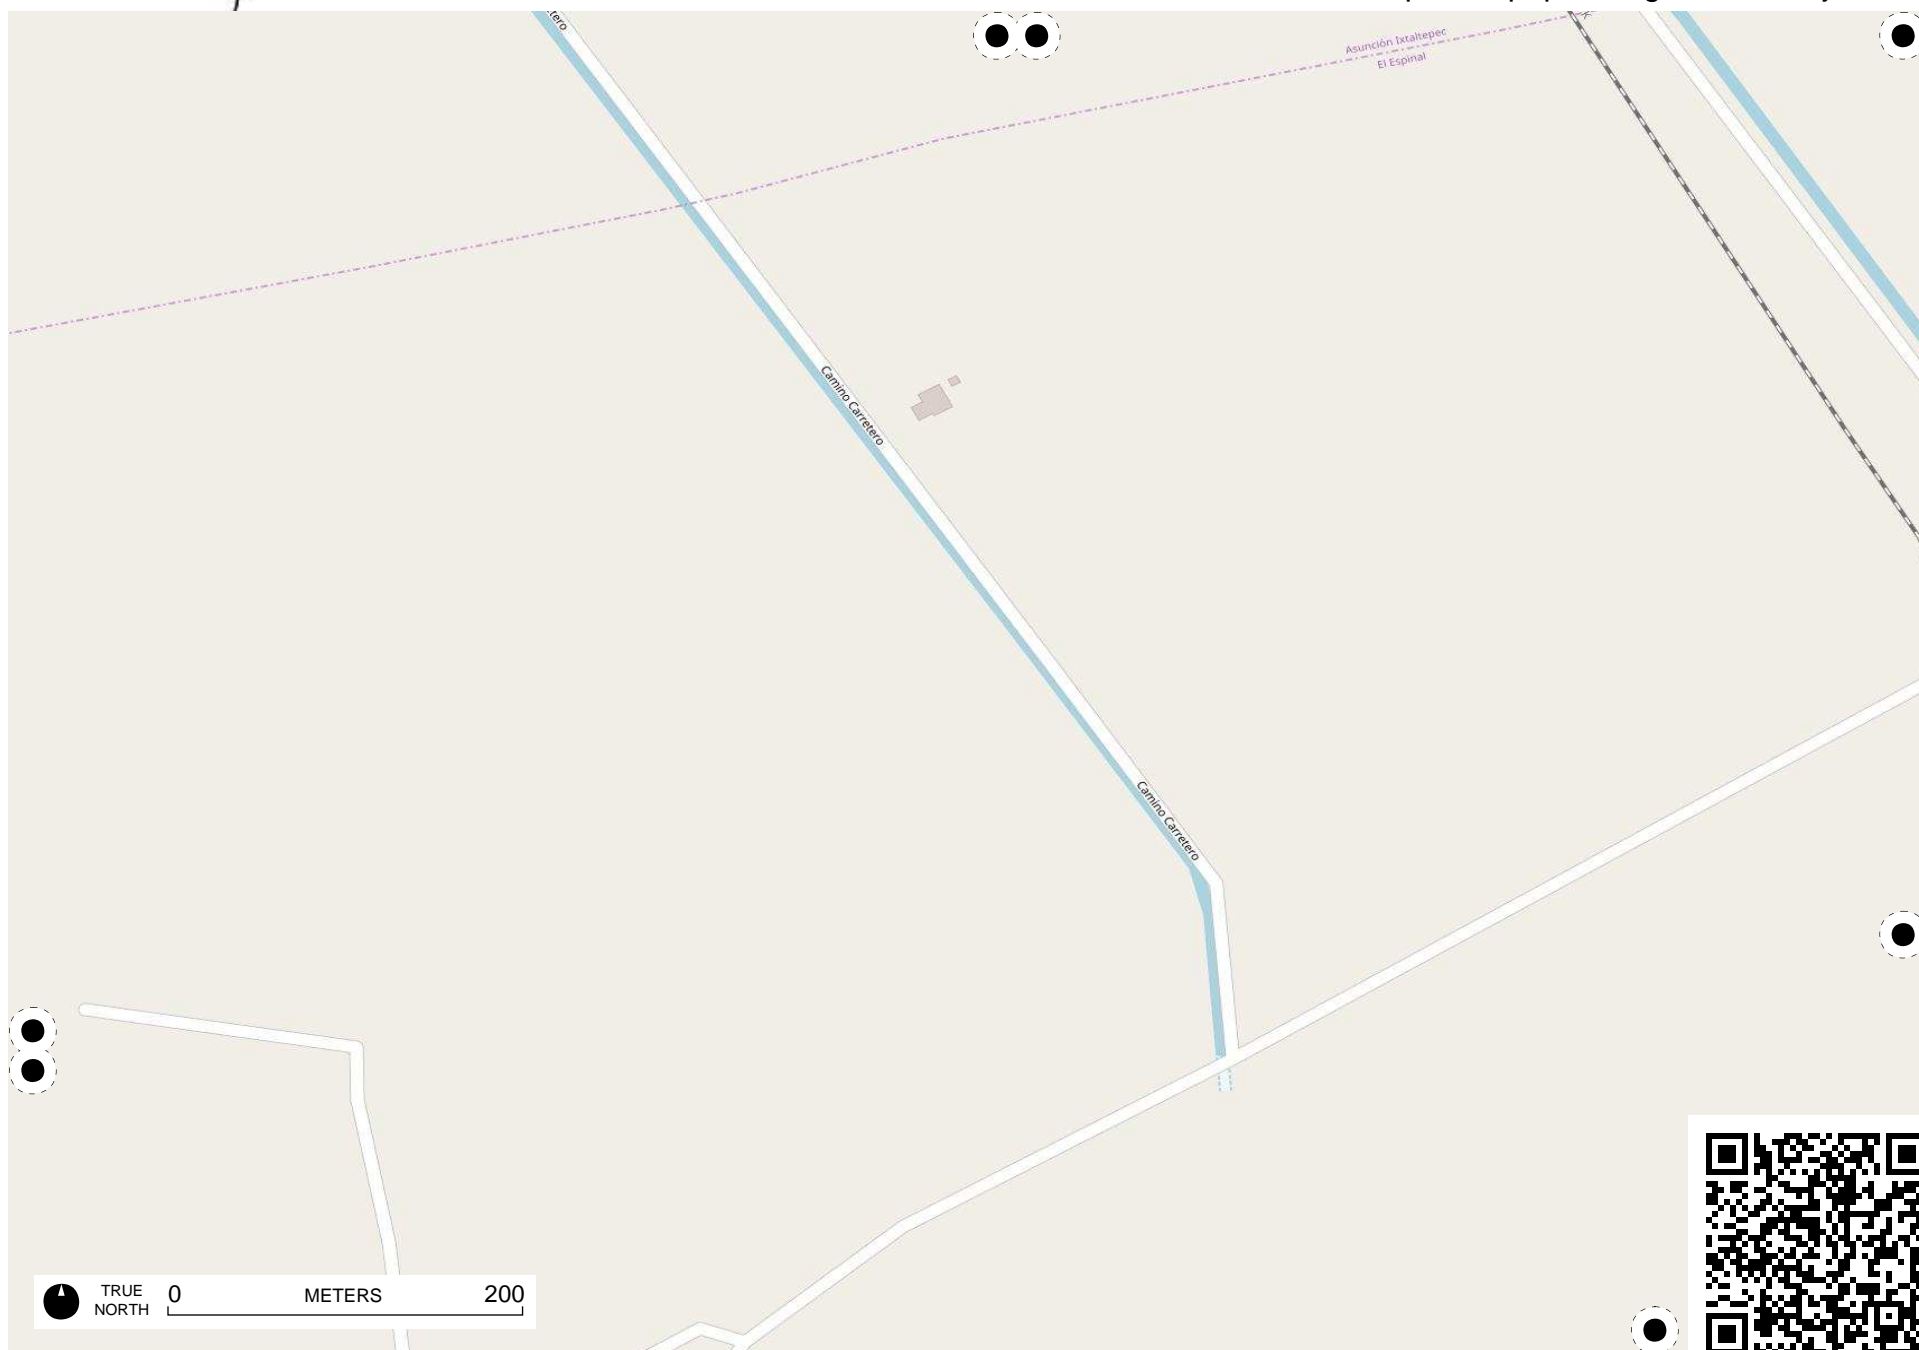 Asunción Ixtaltepec
El Espinal
Camino Carretero
Camino Carretero
TRUE
NORTH
0 METERS 200